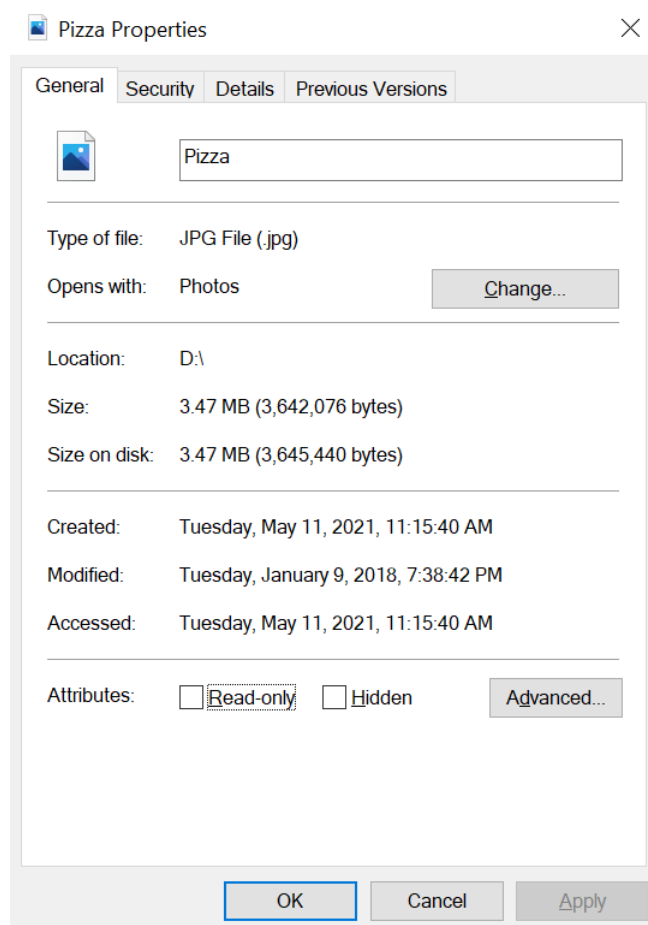 Pizza Properties
General Security Details Previous Versions
Pizza
Type of file: JPG File (.jpg)
Opens with: Photos Change...
Location: D:\
Size: 3.47 MB (3,642,076 bytes)
Size on disk: 3.47 MB (3,645,440 bytes)
Created: Tuesday, May 11, 2021, 11:15:40 AM
Modified: Tuesday, January 9, 2018, 7:38:42 PM
Accessed: Tuesday, May 11, 2021, 11:15:40 AM
Attributes: Read-only Hidden Advanced...
OK Cancel Apply